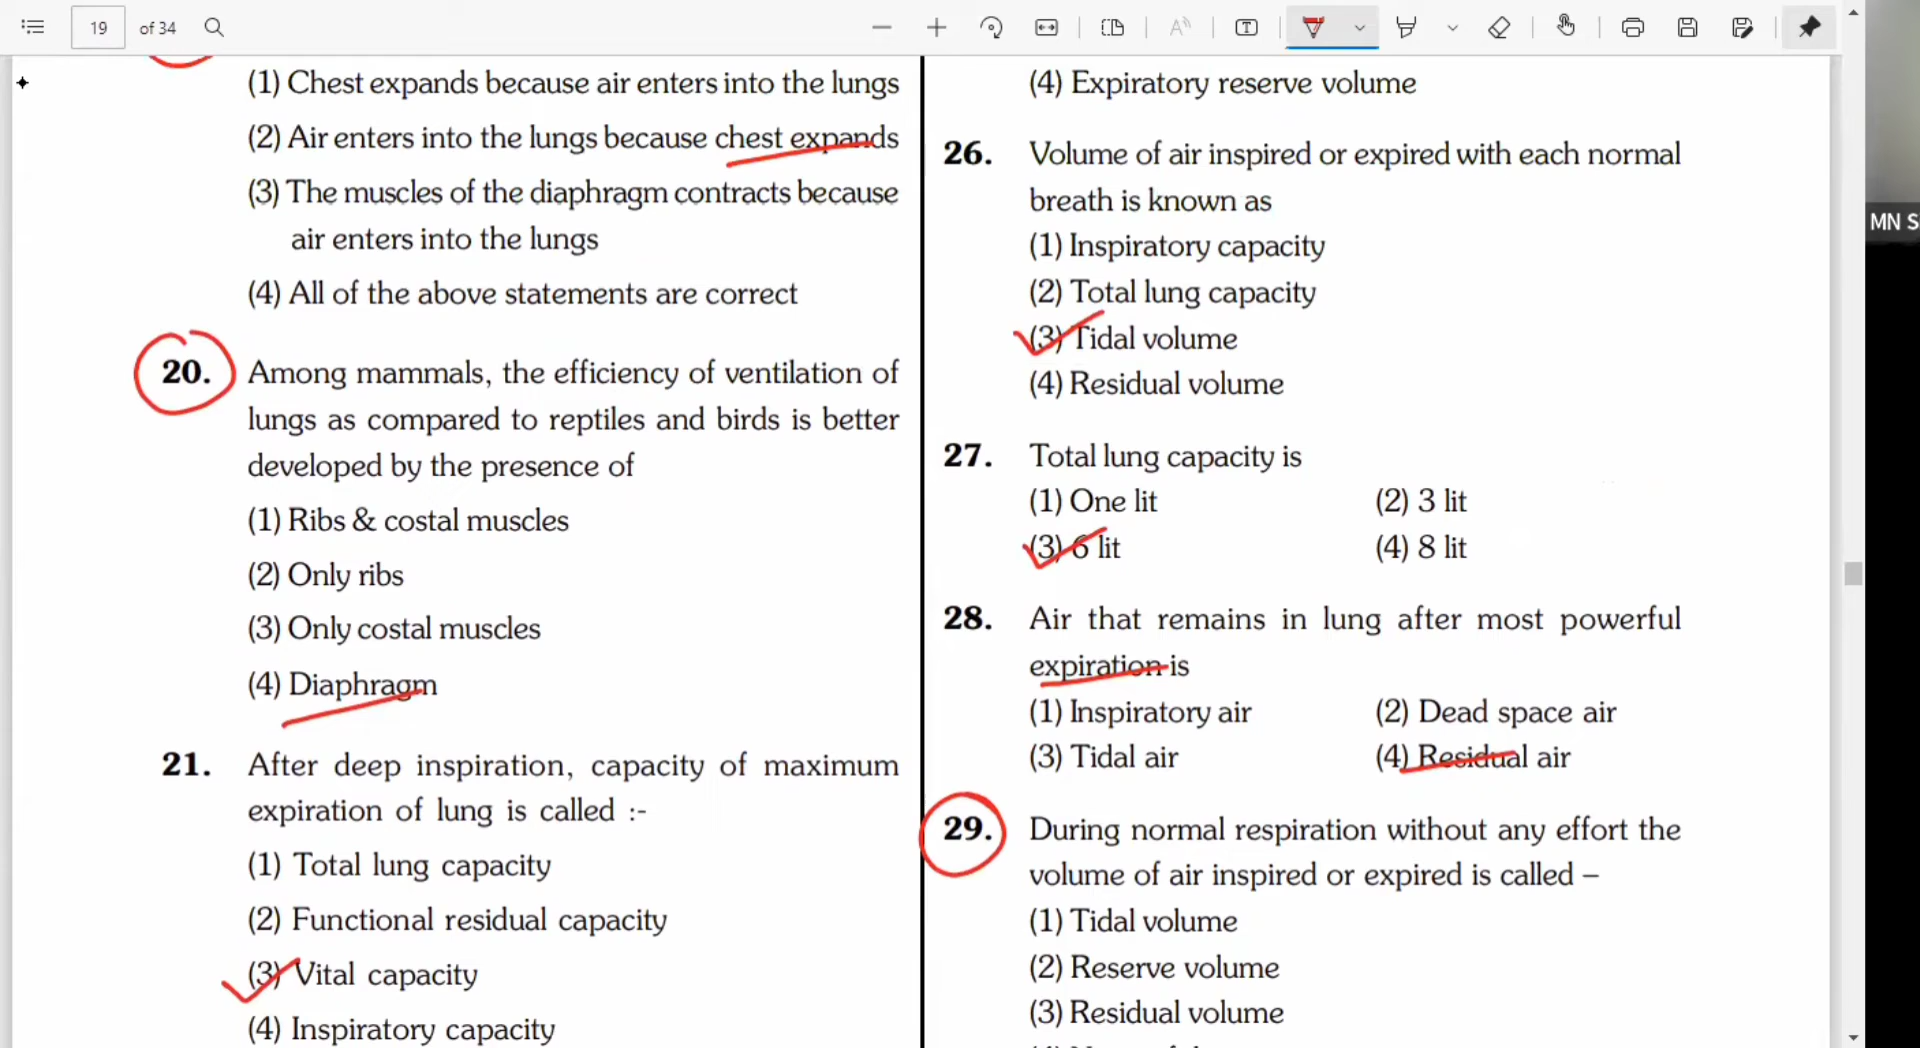 19 of 34
(1) Chest expands because air enters into the lungs
(2) Air enters into the lungs because chest expands
(3) The muscles of the diaphragm contracts because
air enters into the lungs
(4) All of the above statements are correct
20. Among mammals, the efficiency of ventilation of
lungs as compared to reptiles and birds is better
developed by the presence of
(1) Ribs & costal muscles
(2) Only ribs
(3) Only costal muscles
(4) Diaphragm
21. After deep inspiration, capacity of maximum
expiration of lung is called :-
(1) Total lung capacity
(2) Functional residual capacity
(3) Vital capacity
(4) Inspiratory capacity
(4) Expiratory reserve volume
26. Volume of air inspired or expired with each normal
breath is known as
(1) Inspiratory capacity
(2) Total lung capacity
(3) Tidal volume
(4) Residual volume
27. Total lung capacity is
(1) One lit (2) 3 lit
(3) 6 lit (4) 8 lit
28. Air that remains in lung after most powerful
expiration is
(1) Inspiratory air (2) Dead space air
(3) Tidal air (4) Residual air
29. During normal respiration without any effort the
volume of air inspired or expired is called –
(1) Tidal volume
(2) Reserve volume
(3) Residual volume
MN S